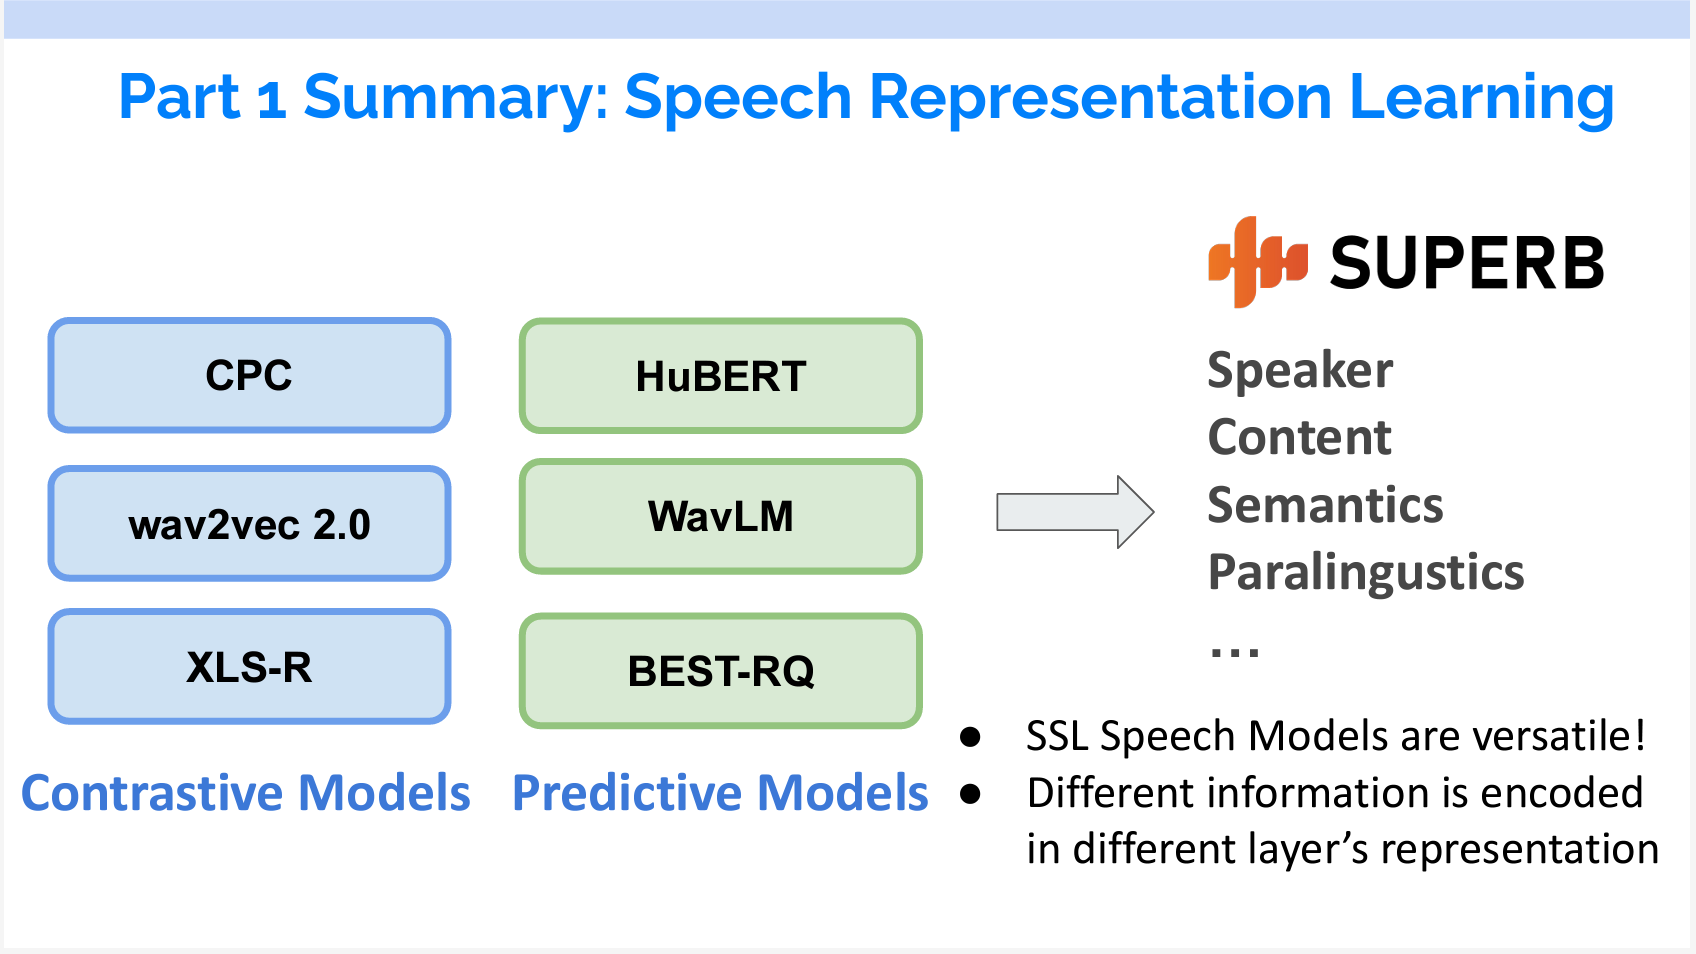 Part 1 Summary: Speech Representation Learning
CPC
wav2vec 2.0
XLS-R
Contrastive Models
HuBERT
WavLM
BEST-RQ
Predictive Models
SUPERB
Speaker
Content
Semantics
Paralingustics
...
● SSL Speech Models are versatile!
● Different information is encoded
in different layer’s representation